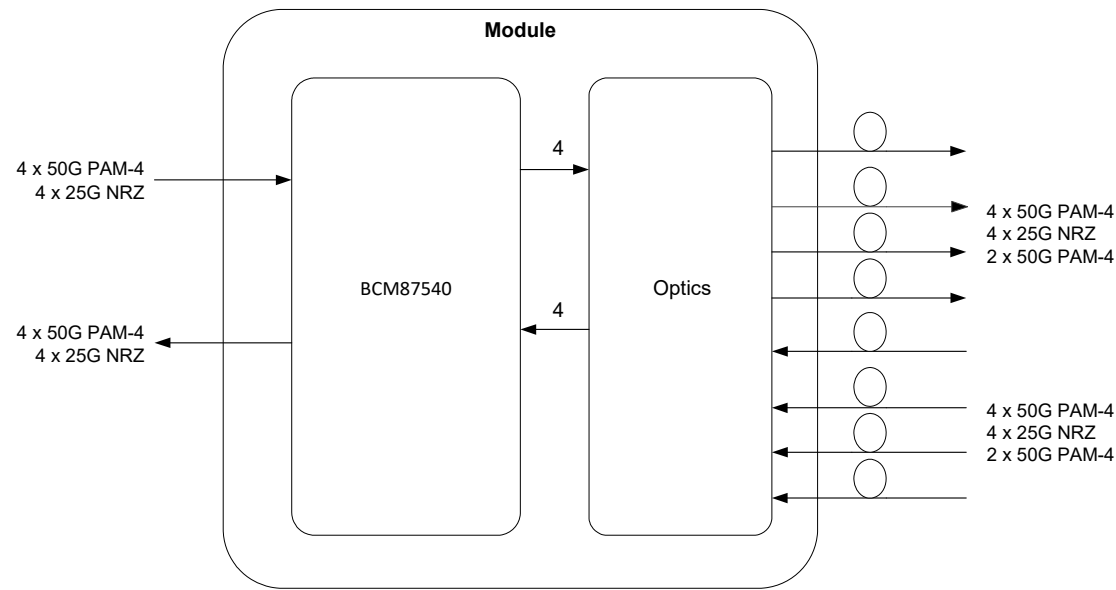 Module
4 x 50G PAM-4
4 x 25G NRZ
4
4 x 50G PAM-4
4 x 25G NRZ
2 x 50G PAM-4
BCM87540
Optics
4
4 x 50G PAM-4
4 x 25G NRZ
4 x 50G PAM-4
4 x 25G NRZ
2 x 50G PAM-4